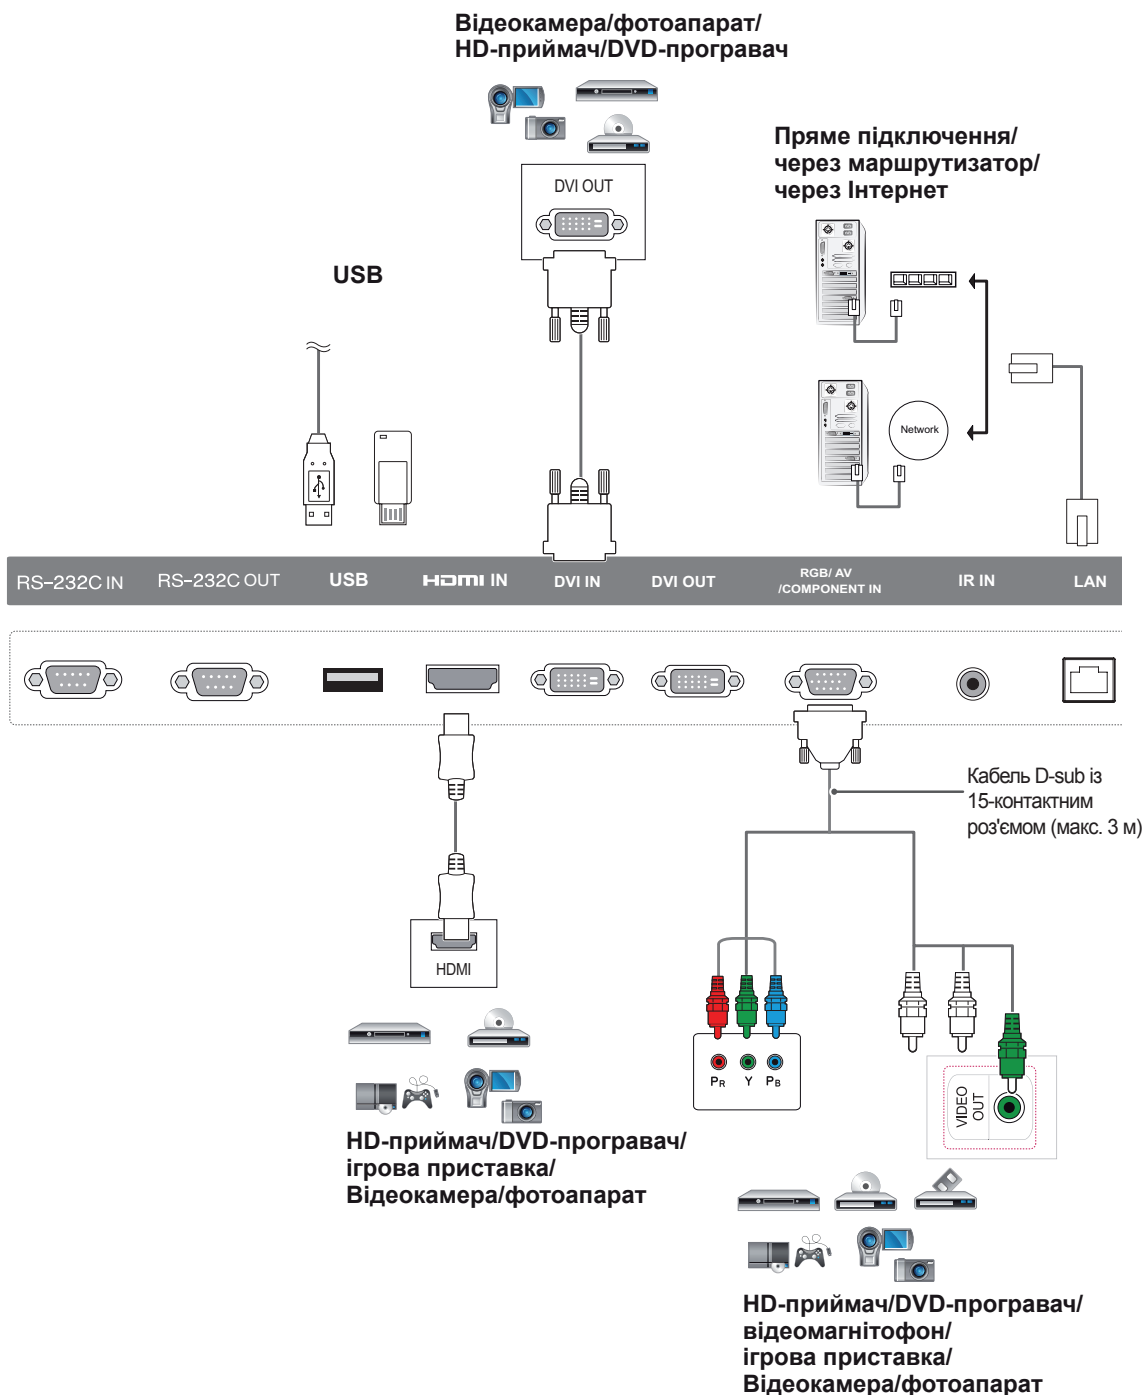 Відеокамера/фотоапарат/
HD-приймач/DVD-програвач
DVI OUT
Пряме підключення/
через маршрутизатор/
через Інтернет
USB
Network
RS-232C IN
RS-232C OUT
USB
HDMI IN
DVI IN
DVI OUT
RGB/ AV
/COMPONENT IN
IR IN
LAN
Кабель D-sub із
15-контактним
роз'ємом (макс. 3 м)
HDMI
PR Y PB
VIDEO
OUT
HD-приймач/DVD-програвач/
ігрова приставка/
Відеокамера/фотоапарат
HD-приймач/DVD-програвач/
відеомагнітофон/
ігрова приставка/
Відеокамера/фотоапарат